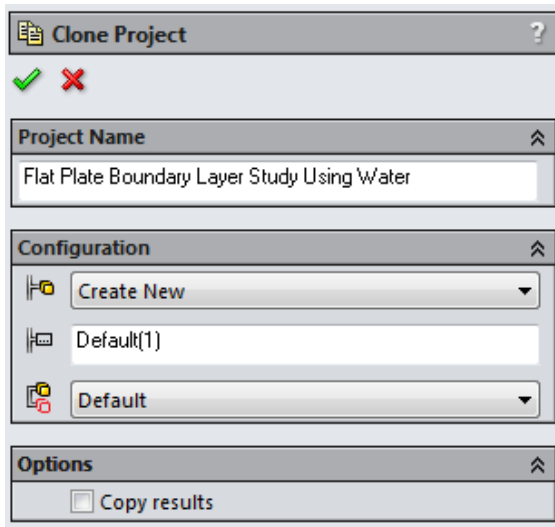 Clone Project
?
Project Name
Flat Plate Boundary Layer Study Using Water
Configuration
Create New
Default(1)
Default
Options
Copy results